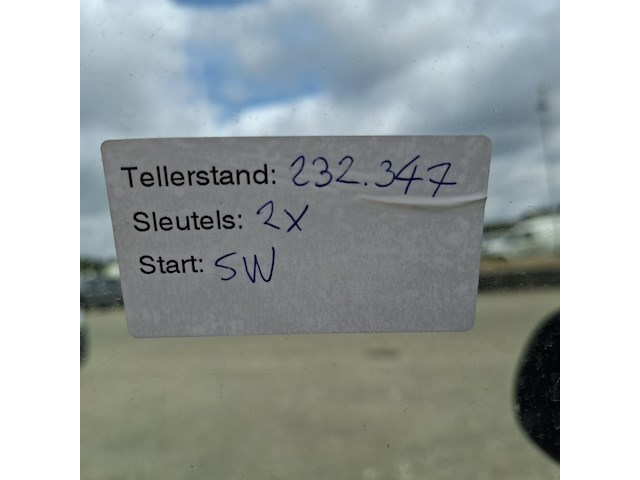 Tellerstand: 232.347
Sleutels: 2x
Start: SW